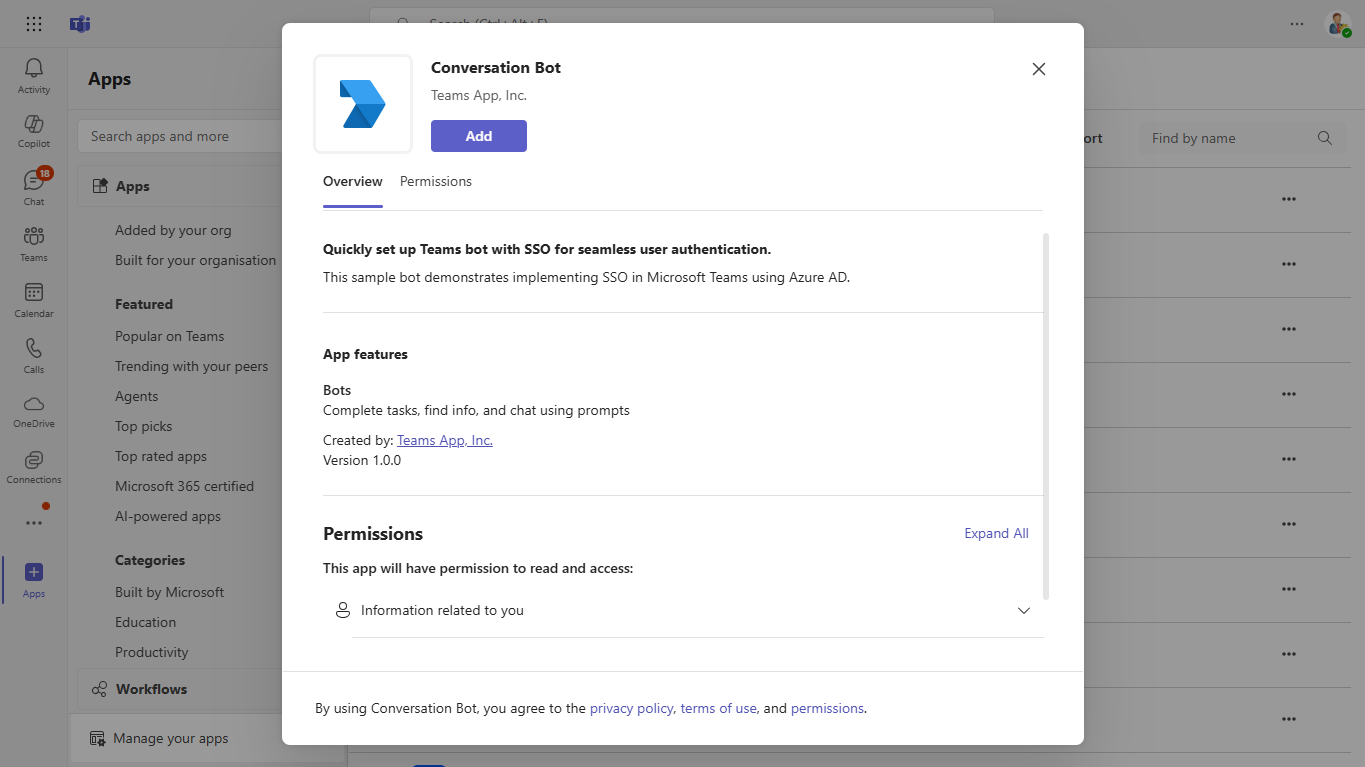 Search (Ctrl+Alt+E)
Activity
Copilot
18
Chat
Teams
Calendar
Calls
OneDrive
Connections
Apps
Apps
Search apps and more
Apps
Added by your org
Built for your organisation
Featured
Popular on Teams
Trending with your peers
Agents
Top picks
Top rated apps
Microsoft 365 certified
AI-powered apps
Categories
Built by Microsoft
Education
Productivity
Workflows
Manage your apps
ort
Find by name
Conversation Bot
Teams App, Inc.
Add
Overview
Permissions
Quickly set up Teams bot with SSO for seamless user authentication.
This sample bot demonstrates implementing SSO in Microsoft Teams using Azure AD.
App features
Bots
Complete tasks, find info, and chat using prompts
Created by: Teams App, Inc.
Version 1.0.0
Permissions
Expand All
This app will have permission to read and access:
Information related to you
By using Conversation Bot, you agree to the privacy policy, terms of use, and permissions.